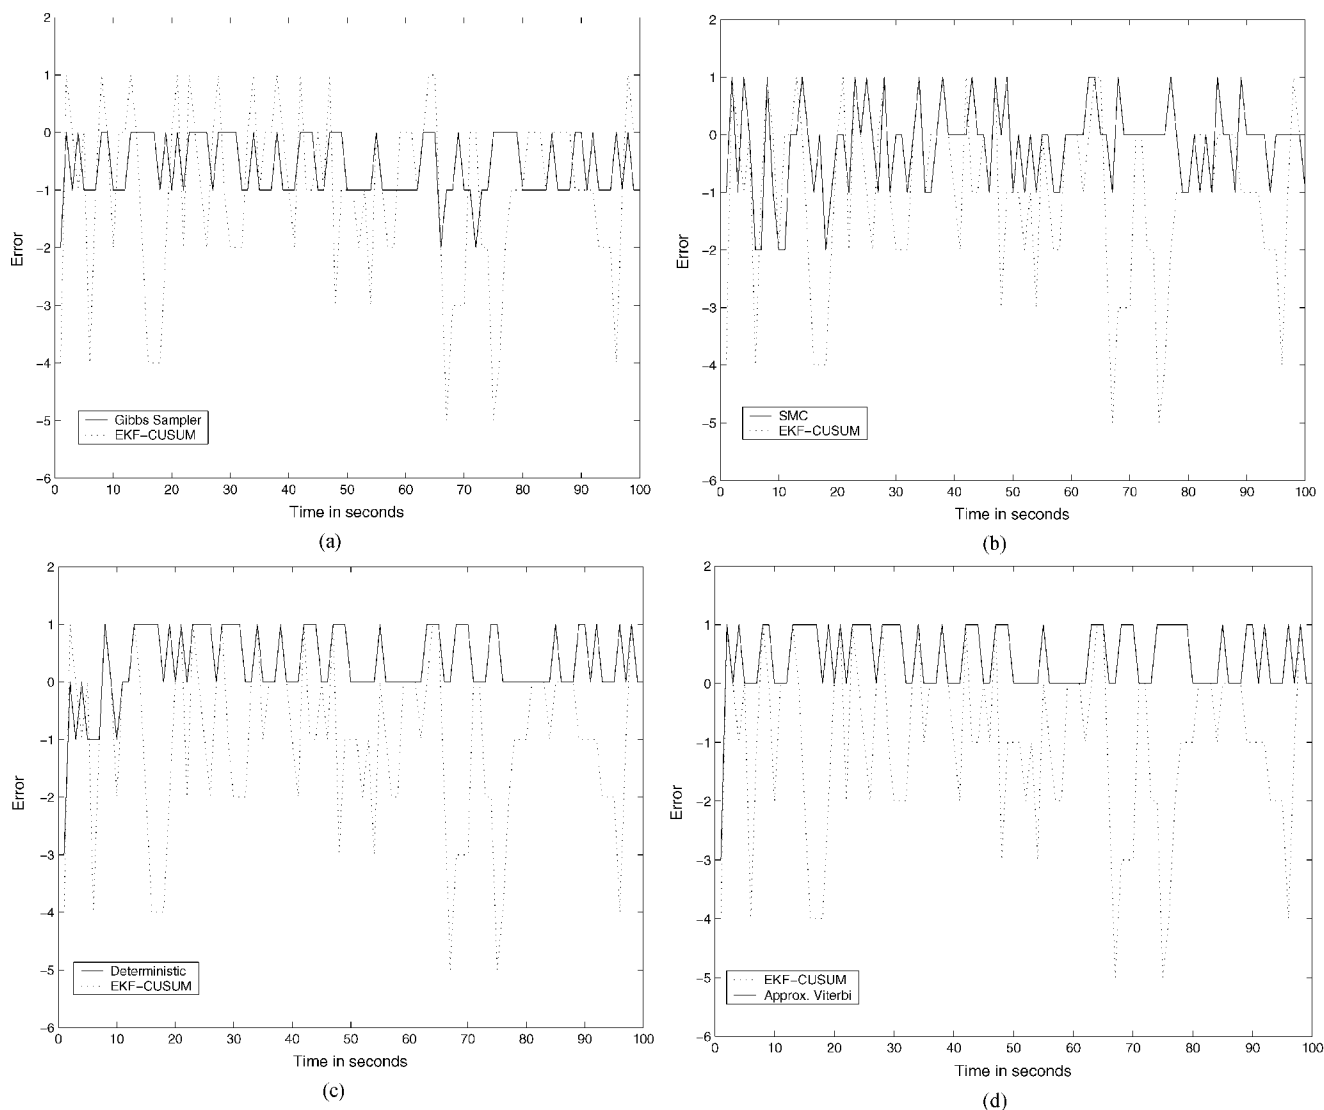 2
1
0
−1
−2
−3
−4
−5
−6
Error
Gibbs Sampler
EKF−CUSUM
0 10 20 30 40 50 60 70 80 90 100
Time in seconds
(a)
2
1
0
−1
−2
−3
−4
−5
−6
Error
SMC
EKF−CUSUM
0 10 20 30 40 50 60 70 80 90 100
Time in seconds
(b)
2
1
0
−1
−2
−3
−4
−5
−6
Error
Deterministic
EKF−CUSUM
0 10 20 30 40 50 60 70 80 90 100
Time in seconds
(c)
2
1
0
−1
−2
−3
−4
−5
−6
Error
EKF−CUSUM
Approx. Viterbi
0 10 20 30 40 50 60 70 80 90 100
Time in seconds
(d)